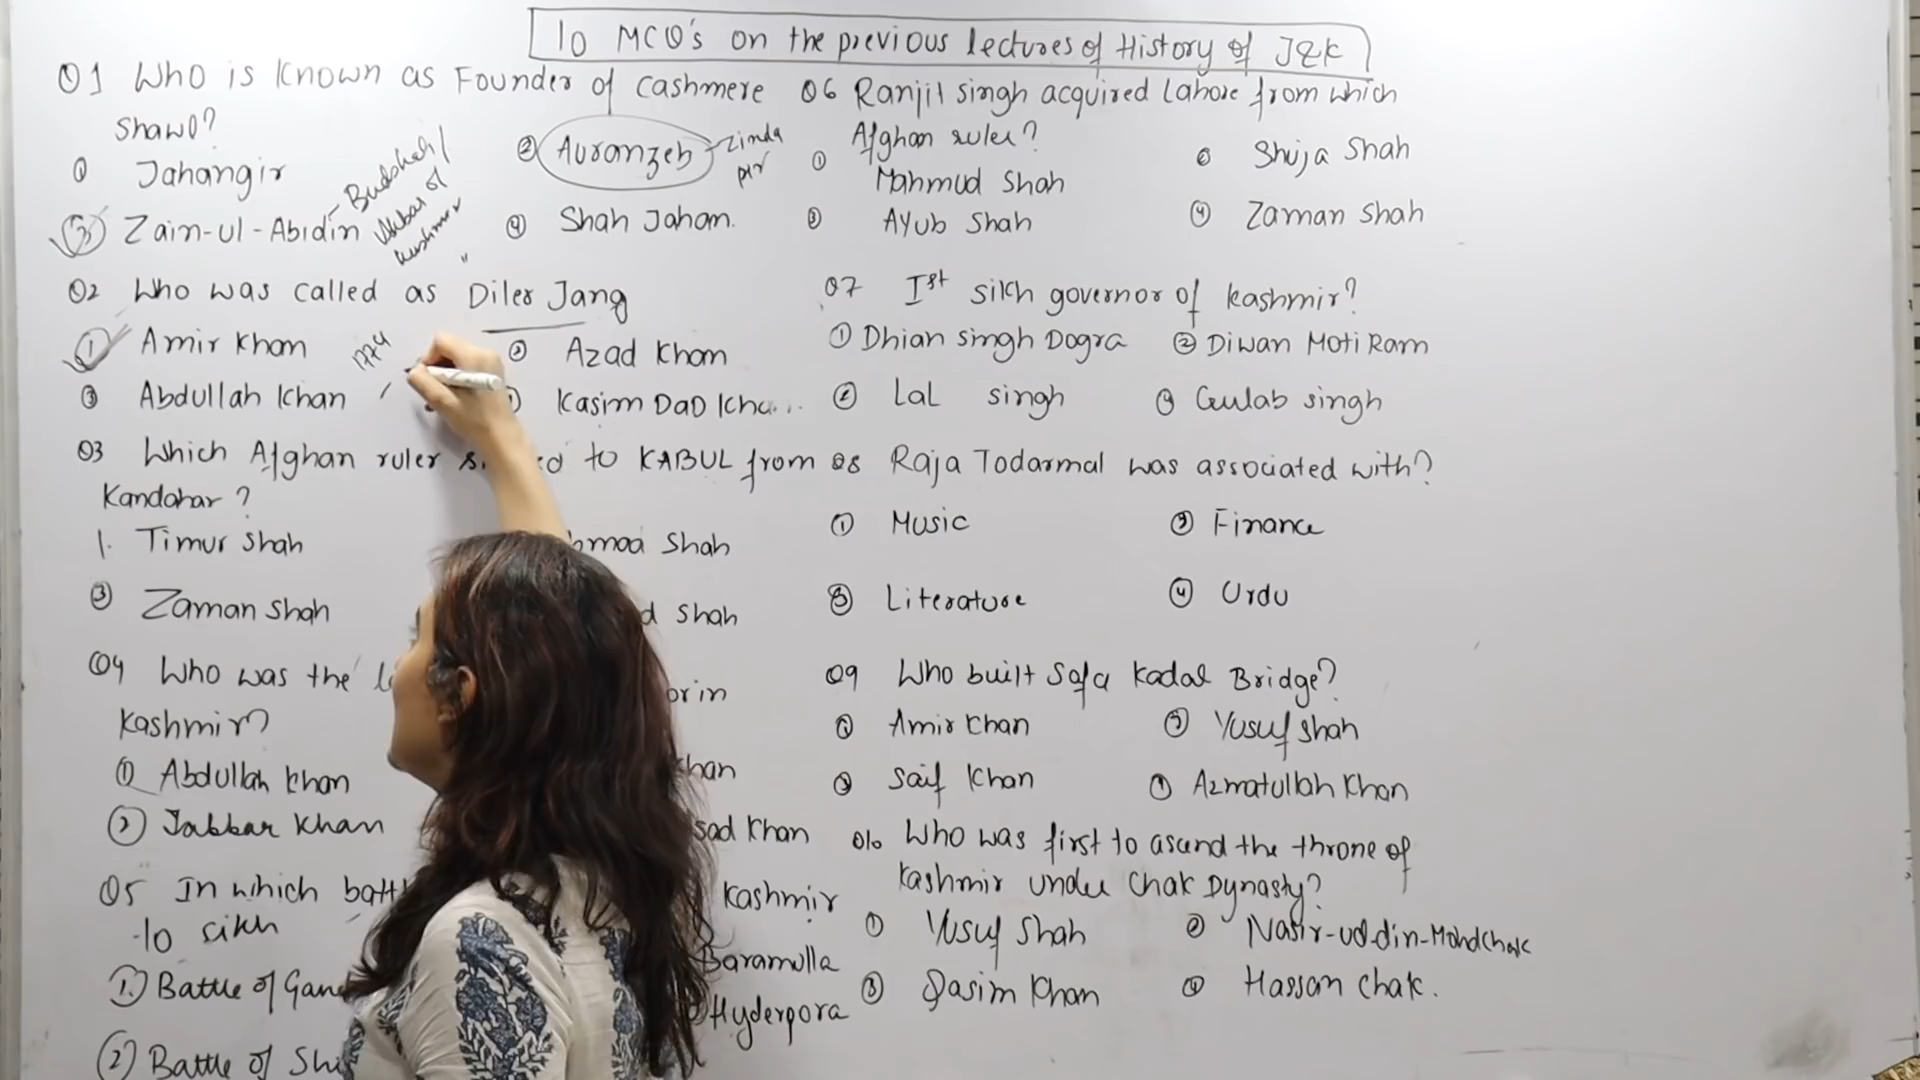 10 MCQ's on the previous lectures of History of J&K
Q1 Who is known as Founder of Cashmere
Shawl?
① Jahangir
② Auranzeb - Zinda
pir
③ Zain-ul-Abidin - Budshah/
Akbar of
Kashmir
④ Shah Jahan.
Q2 Who was called as "Diler Jang
① Amir Khan 1774
② Azad Khan
③ Abdullah Khan
Kasim DaD Kha
Q3 Which Afghan ruler to KABUL from
Kandahar?
1. Timur Shah
Shah
③ Zaman Shah
Shah
Q4 Who was the in
Kashmir?
① Abdullah Khan
② Jabbar Khan
Khan
Q5 In which Kashmir
to sikh
① Battle of
Baramulla
② Battle of
Hyderpora
Q6 Ranjit singh acquired Lahore from which
Afghan ruler?
① Mahmud Shah
Shuja Shah
③ Ayub Shah
④ Zaman Shah
Q7 Ist sikh governor of Kashmir?
① Dhian singh Dogra ② Diwan Moti Ram
② Lal singh ④ Gulab singh
Q8 Raja Todarmal was associated with?
① Music ② Finance
③ Literature ④ Urdu
Q9 Who built Safa Kadal Bridge?
① Amir Khan
Yusuf Shah
③ Saif Khan
④ Azmatullah Khan
Q10 Who was first to ascend the throne of
Kashmir under Chak Dynasty?
① Yusuf Shah ② Nasir-ud-din-Mohd chak
③ Qasim Khan ④ Hassan Chak.